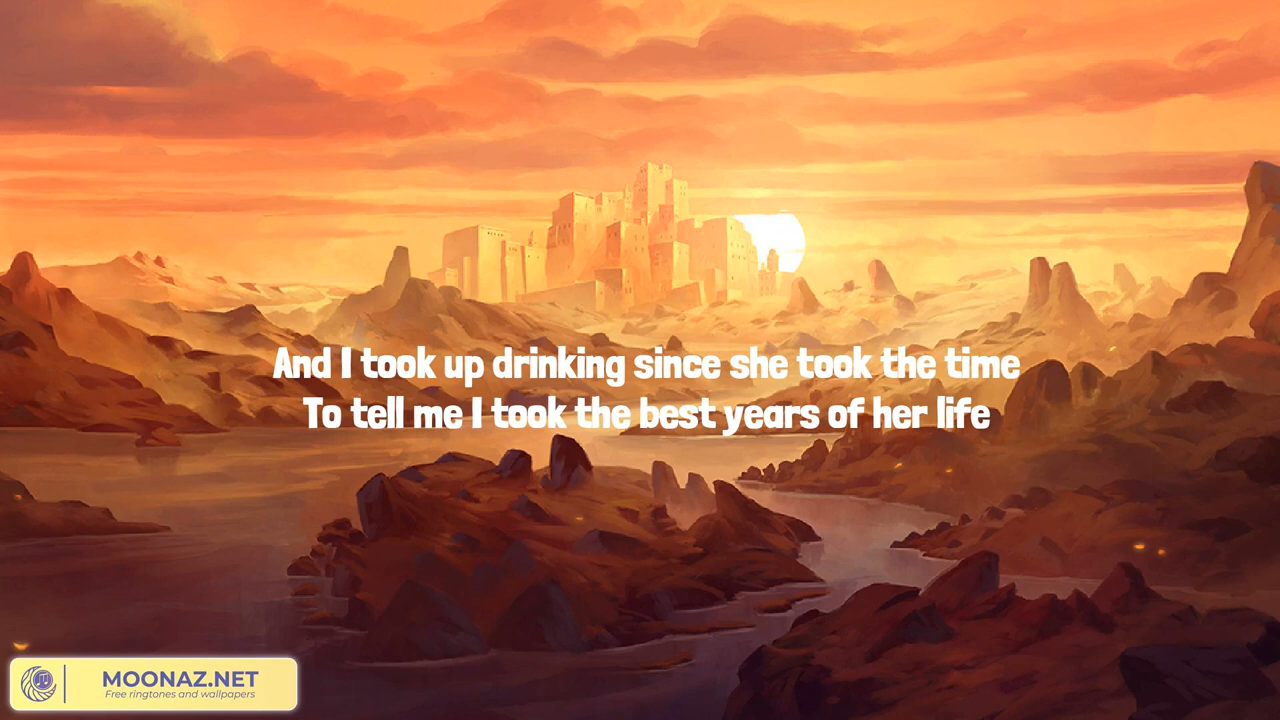 And I took up drinking since she took the time
To tell me I took the best years of her life
MOONAZ.NET
Free ringtones and wallpapers